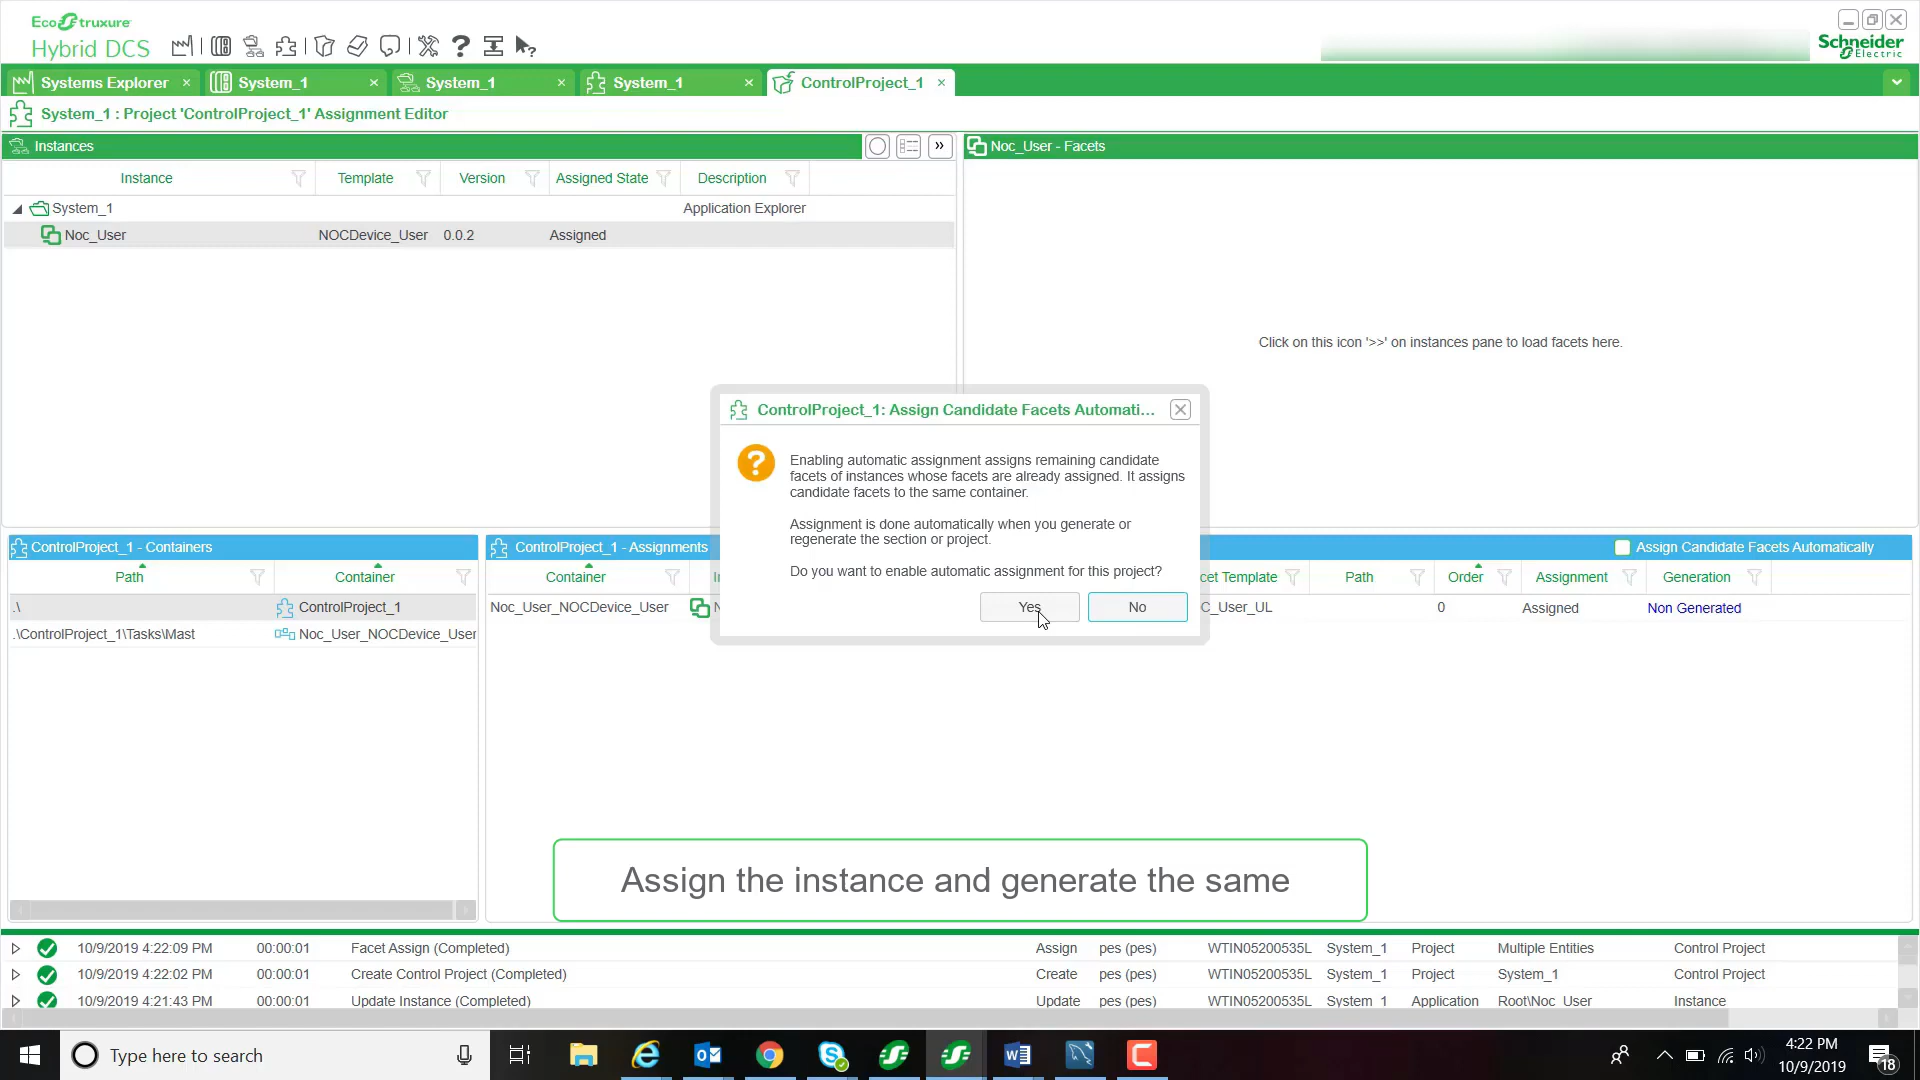 EcoStruxure
Hybrid DCS
Schneider
Electric
Systems Explorer
System_1
System_1
System_1
ControlProject_1
System_1 : Project 'ControlProject_1' Assignment Editor
Instances
Noc_User - Facets
Instance Template Version Assigned State Description
System_1 Application Explorer
Noc_User NOCDevice_User 0.0.2 Assigned
Click on this icon '>>' on instances pane to load facets here.
ControlProject_1: Assign Candidate Facets Automati...
Enabling automatic assignment assigns remaining candidate
facets of instances whose facets are already assigned. It assigns
candidate facets to the same container.
Assignment is done automatically when you generate or
regenerate the section or project.
Do you want to enable automatic assignment for this project?
Yes No
ControlProject_1 - Containers
Path Container
.\ ControlProject_1
.\ControlProject_1\Tasks\Mast Noc_User_NOCDevice_User
ControlProject_1 - Assignments Assign Candidate Facets Automatically
Container Path Order Assignment Generation
cet Template
Noc_User_NOCDevice_User C_User_UL 0 Assigned Non Generated
Assign the instance and generate the same
10/9/2019 4:22:09 PM 00:00:01 Facet Assign (Completed) Assign pes (pes) WTIN05200535L System_1 Project Multiple Entities Control Project
10/9/2019 4:22:02 PM 00:00:01 Create Control Project (Completed) Create pes (pes) WTIN05200535L System_1 Project System_1 Control Project
10/9/2019 4:21:43 PM 00:00:01 Update Instance (Completed) Update pes (pes) WTIN05200535L System_1 Application Root\Noc_User Instance
Type here to search
4:22 PM
10/9/2019
18